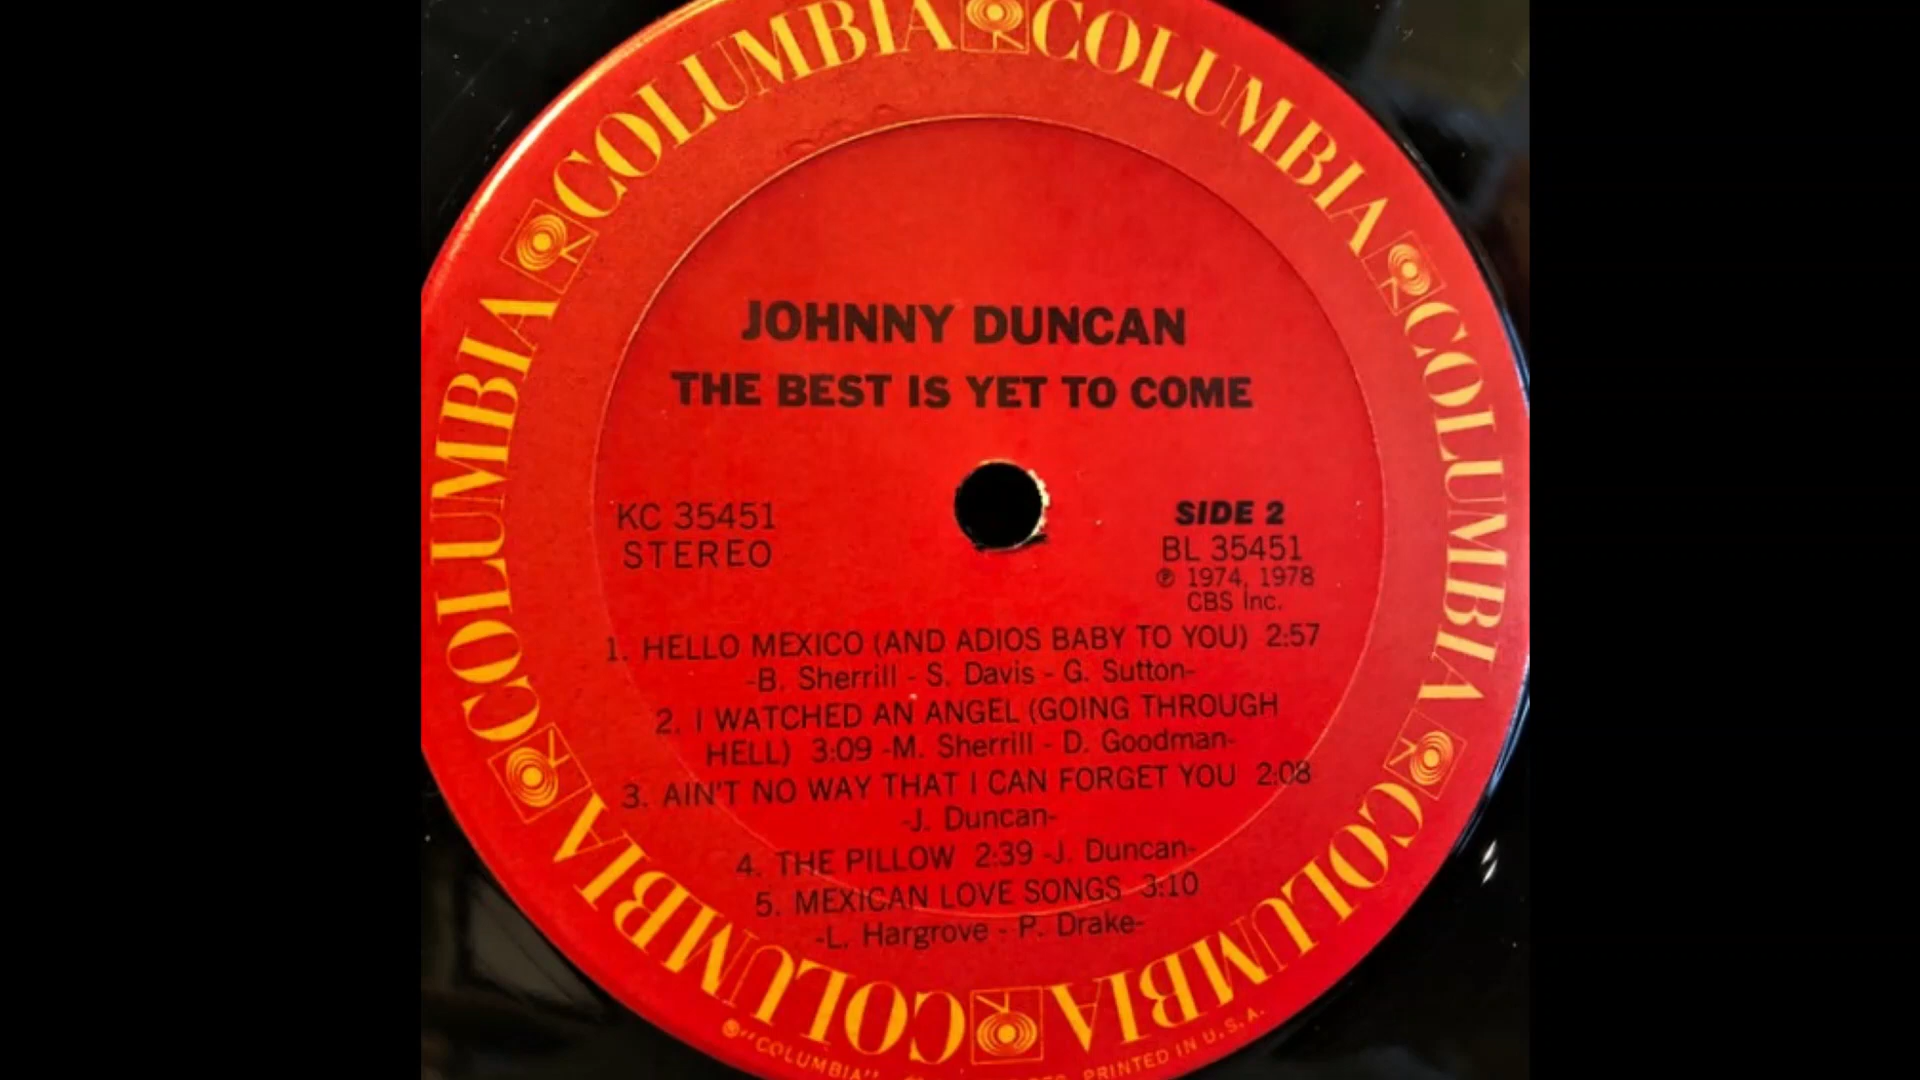 COLUMBIA COLUMBIA COLUMBIA COLUMBIA COLUMBIA COLUMBIA COLUMBIA COLUMBIA
JOHNNY DUNCAN
THE BEST IS YET TO COME
KC 35451
STEREO
SIDE 2
BL 35451
℗ 1974, 1978
CBS Inc.
1. HELLO MEXICO (AND ADIOS BABY TO YOU) 2:57
-B. Sherrill - S. Davis - G. Sutton-
2. I WATCHED AN ANGEL (GOING THROUGH
HELL) 3:09 -M. Sherrill - D. Goodman-
3. AIN'T NO WAY THAT I CAN FORGET YOU 2:08
-J. Duncan-
4. THE PILLOW 2:39 -J. Duncan-
5. MEXICAN LOVE SONGS 3:10
-L. Hargrove - P. Drake-
®"COLUMBIA", PRINTED IN U.S.A.